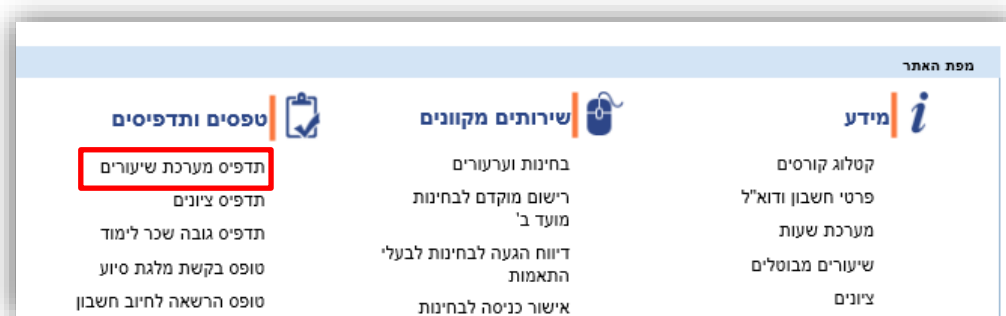 מפת האתר
מידע
קטלוג קורסים
פרטי חשבון ודוא"ל
מערכת שעות
שיעורים מבוטלים
ציונים
שירותים מקוונים
בחינות וערעורים
רישום מוקדם לבחינות
מועד ב'
דיווח הגעה לבחינות לבעלי
התאמות
אישור כניסה לבחינות
טפסים ותדפיסים
תדפיס מערכת שיעורים
תדפיס ציונים
תדפיס גובה שכר לימוד
טופס בקשת מלגת סיוע
טופס הרשאה לחיוב חשבון